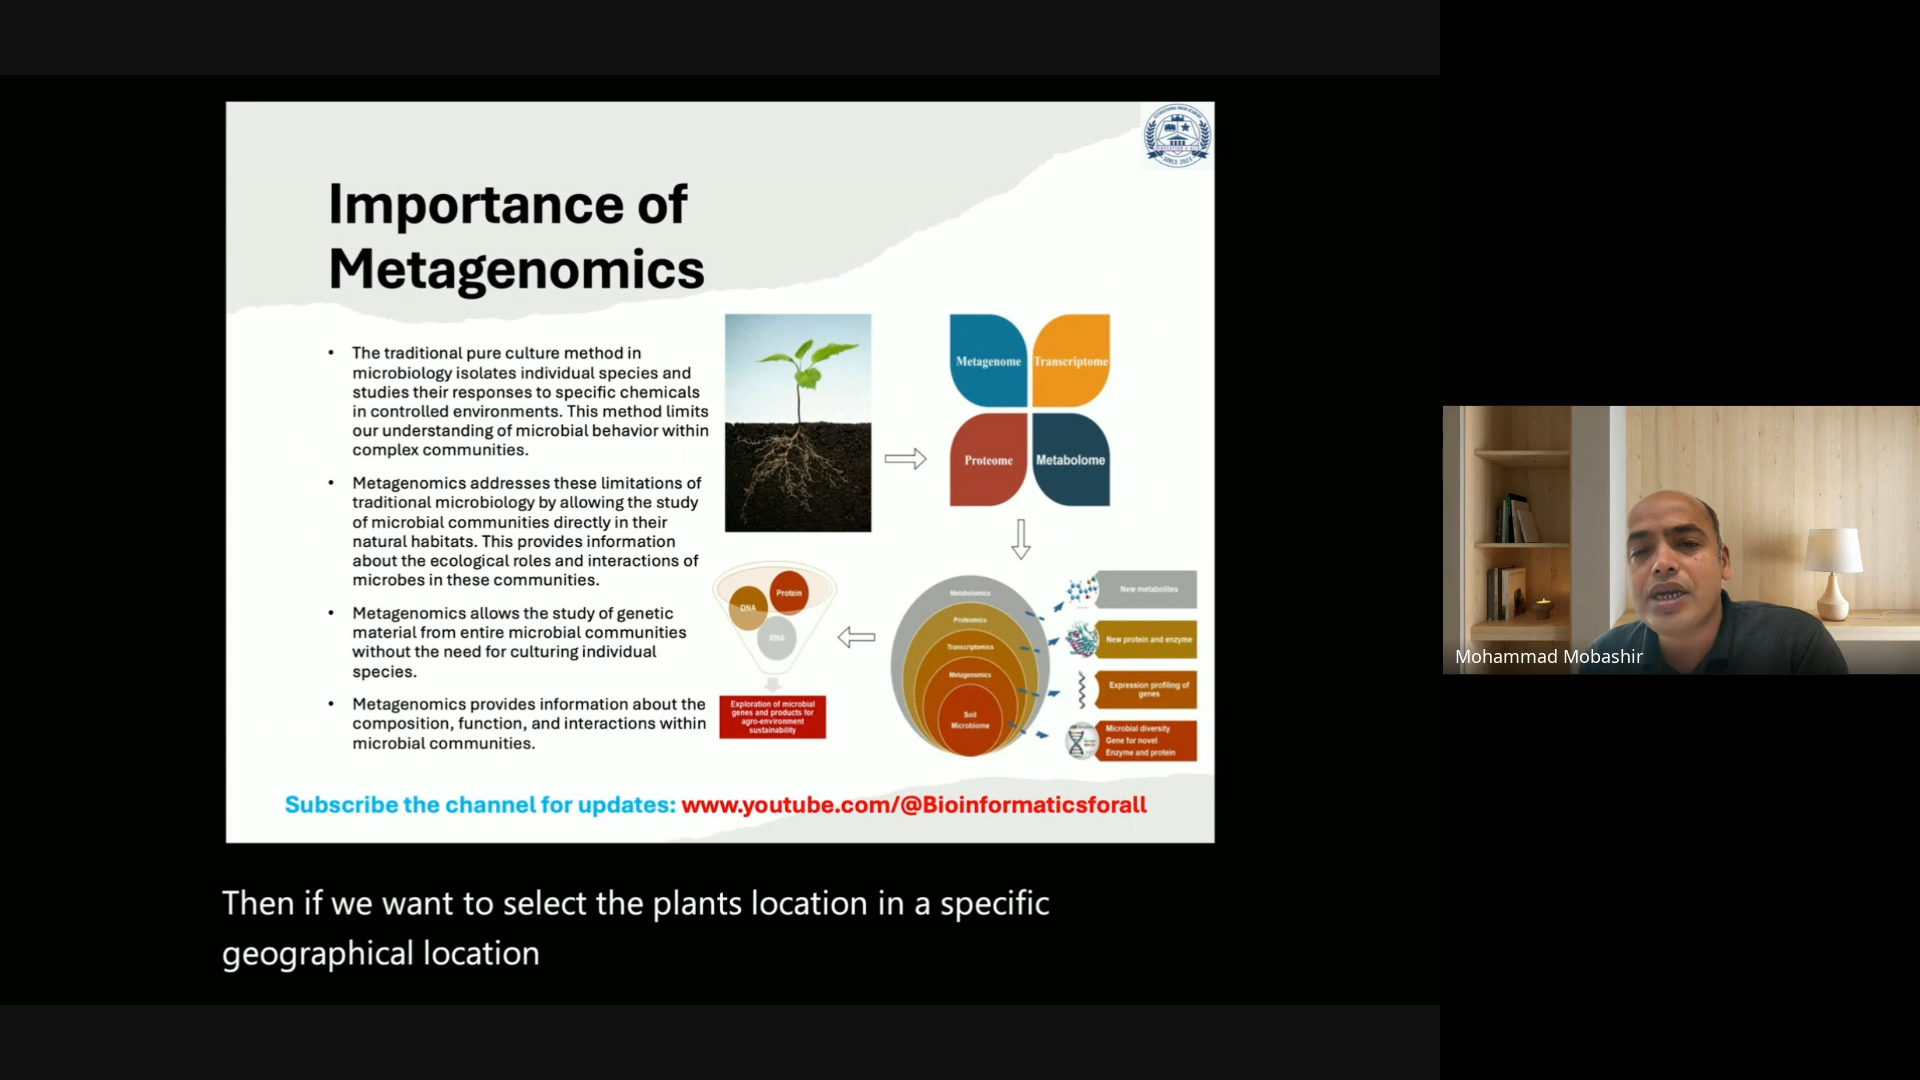 Importance of
Metagenomics
• The traditional pure culture method in
microbiology isolates individual species and
studies their responses to specific chemicals
in controlled environments. This method limits
our understanding of microbial behavior within
complex communities.
• Metagenomics addresses these limitations of
traditional microbiology by allowing the study
of microbial communities directly in their
natural habitats. This provides information
about the ecological roles and interactions of
microbes in these communities.
• Metagenomics allows the study of genetic
material from entire microbial communities
without the need for culturing individual
species.
• Metagenomics provides information about the
composition, function, and interactions within
microbial communities.
Metagenome
Transcriptome
Proteome
Metabolome
Metabolomics
Proteomics
Transcriptomics
Metagenomics
Soil
Microbiome
New metabolites
New protein and enzyme
Expression profiling of
genes
Microbial diversity
Gene for novel
Enzyme and protein
DNA
Protein
RNA
Exploration of microbial
genes and products for
agro-environment
sustainability
Subscribe the channel for updates: www.youtube.com/@Bioinformaticsforall
Then if we want to select the plants location in a specific
geographical location
Mohammad Mobashir